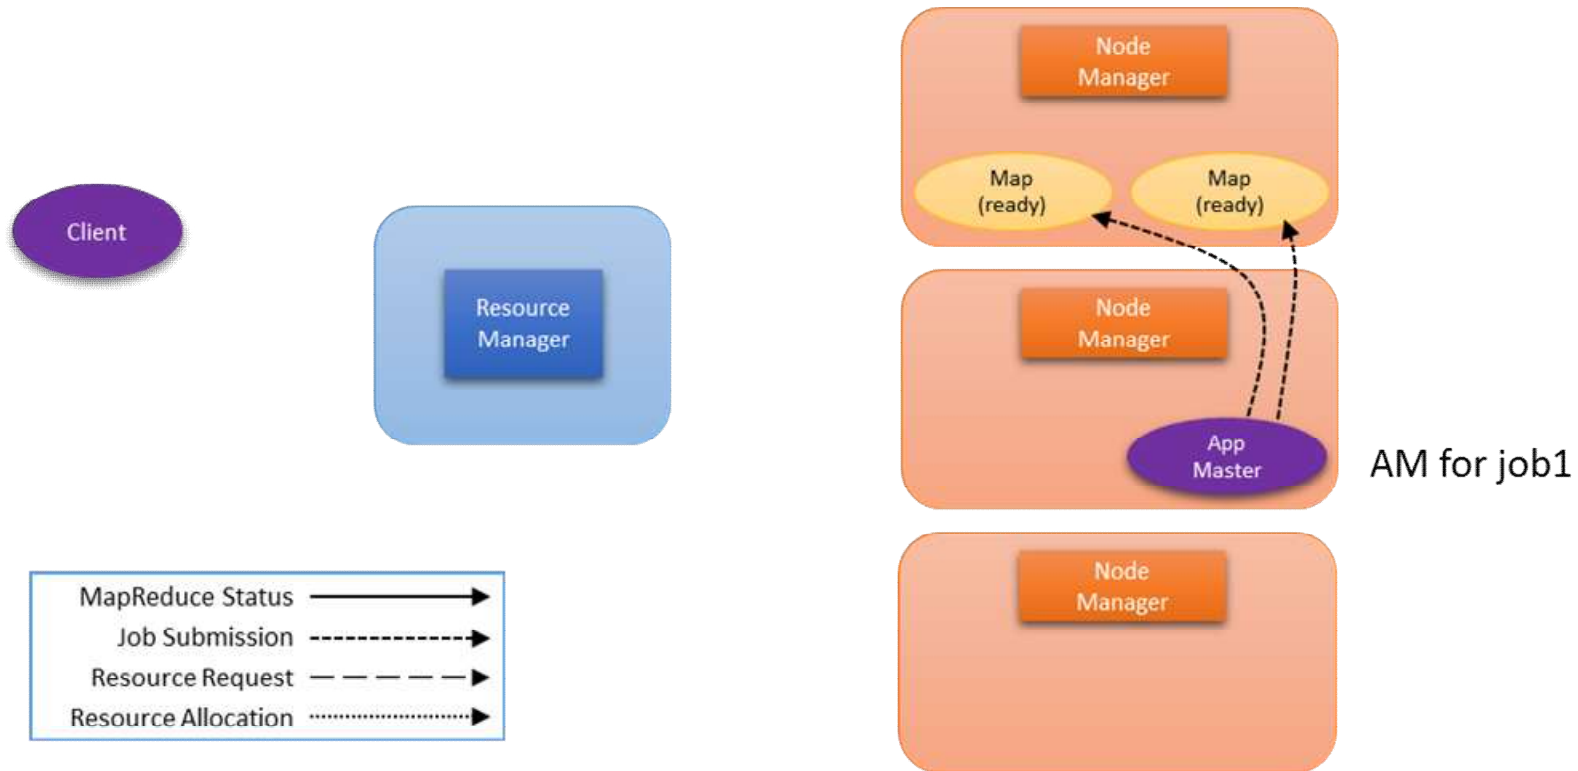 Client
Resource
Manager
Node
Manager
Map
(ready)
Map
(ready)
Node
Manager
App
Master
AM for job1
Node
Manager
MapReduce Status
Job Submission
Resource Request
Resource Allocation